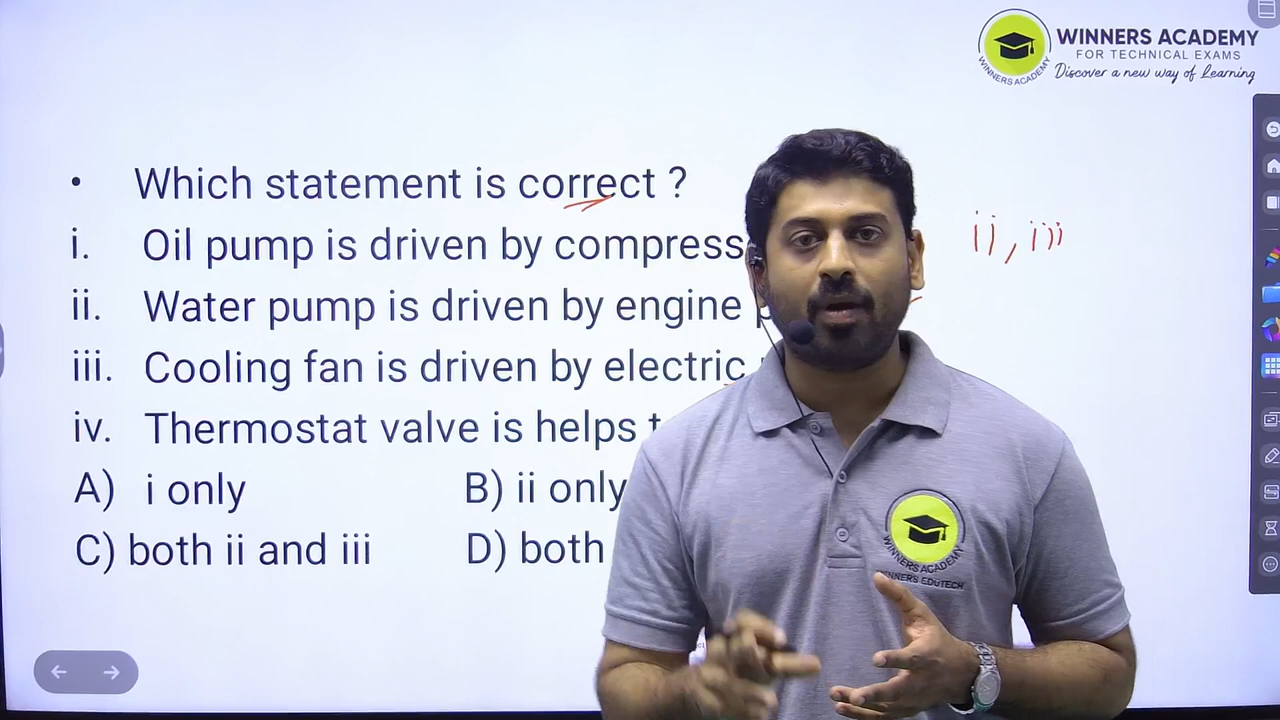 WINNERS ACADEMY
FOR TECHNICAL EXAMS
Discover a new way of Learning
WINNERS ACADEMY
• Which statement is correct ?
i. Oil pump is driven by
ii, iii
ii. Water pump is driven by engine
iii. Cooling fan is driven by electric
iv. Thermostat valve is helps
A) i only
B) ii only
C) both ii and iii
D) both
WINNERS ACADEMY
WINNERS EDUTECH